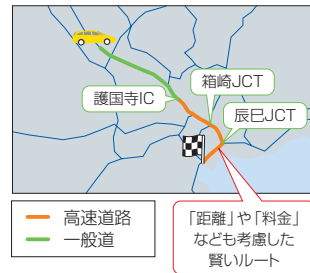 箱崎JCT
護国寺IC
辰巳JCT
高速道路
一般道
「距離」や「料金」
なども考慮した
賢いルート